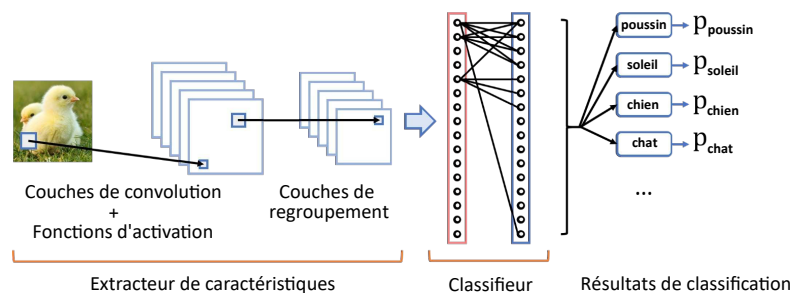 poussin
p_poussin
soleil
p_soleil
chien
p_chien
chat
p_chat
...
Couches de convolution
+
Fonctions d'activation
Couches de
regroupement
Extracteur de caractéristiques
Classifieur
Résultats de classification